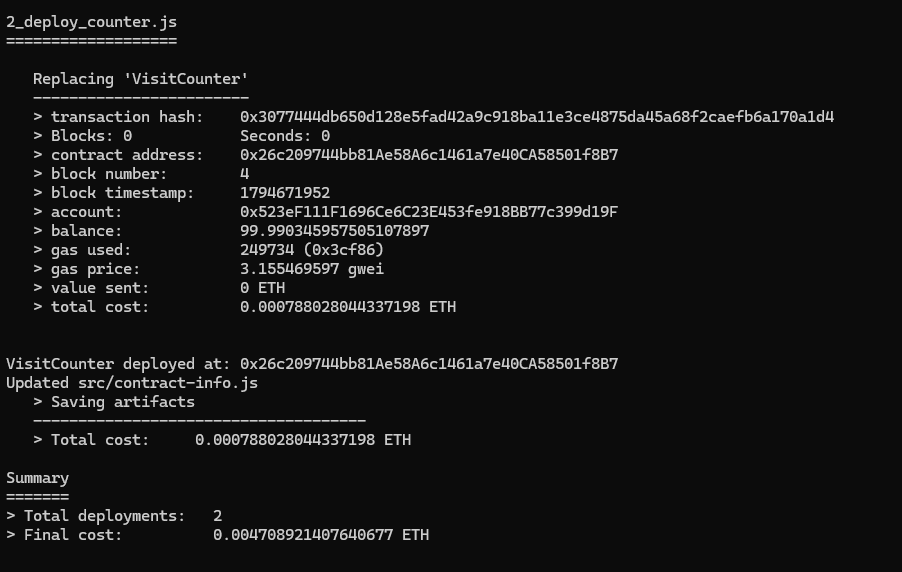 2_deploy_counter.js
===================
Replacing 'VisitCounter'
------------------------
> transaction hash:    0x3077444db650d128e5fad42a9c918ba11e3ce4875da45a68f2caefb6a170a1d4
> Blocks: 0            Seconds: 0
> contract address:    0x26c209744bb81Ae58A6c1461a7e40CA58501f8B7
> block number:        4
> block timestamp:     1794671952
> account:             0x523eF111F1696Ce6C23E453fe918BB77c399d19F
> balance:             99.990345957505107897
> gas used:            249734 (0x3cf86)
> gas price:           3.155469597 gwei
> value sent:          0 ETH
> total cost:          0.000788028044337198 ETH
VisitCounter deployed at: 0x26c209744bb81Ae58A6c1461a7e40CA58501f8B7
Updated src/contract-info.js
> Saving artifacts
-------------------------------------
> Total cost:     0.000788028044337198 ETH
Summary
=======
> Total deployments:   2
> Final cost:          0.004708921407640677 ETH